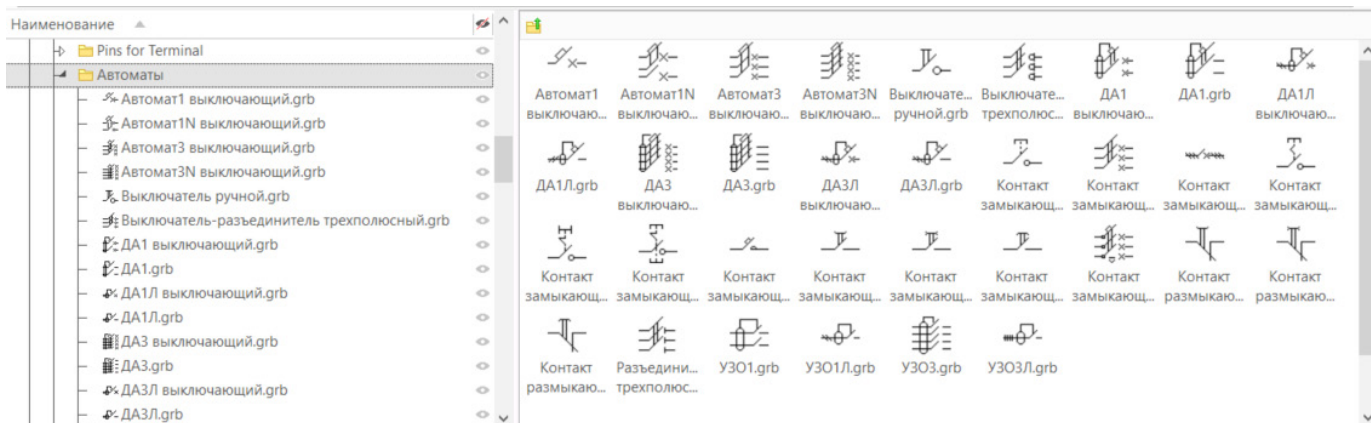 Наименование
Pins for Terminal
Автоматы
Автомат1 выключающий.grb
Автомат1N выключающий.grb
Автомат3 выключающий.grb
Автомат3N выключающий.grb
Выключатель ручной.grb
Выключатель-разъединитель трехполюсный.grb
ДА1 выключающий.grb
ДА1.grb
ДА1Л выключающий.grb
ДА1Л.grb
ДА3 выключающий.grb
ДА3.grb
ДА3Л выключающий.grb
ДА3Л.grb
Автомат1 Автомат1N Автомат3 Автомат3N Выключате... Выключате... ДА1 ДА1.grb ДА1Л
выключаю... выключаю... выключаю... выключаю... ручной.grb трехполюс... выключаю... выключаю...
ДА1Л.grb ДА3 ДА3.grb ДА3Л ДА3Л.grb Контакт Контакт Контакт Контакт
выключаю... выключаю... замыкающ... замыкающ... замыкающ... замыкающ...
Контакт Контакт Контакт Контакт Контакт Контакт Контакт Контакт Контакт
замыкающ... замыкающ... замыкающ... замыкающ... замыкающ... замыкающ... замыкающ... размыкаю... размыкаю...
Контакт Разъедини... УЗО1.grb УЗО1Л.grb УЗО3.grb УЗО3Л.grb
размыкаю... трехполюс...